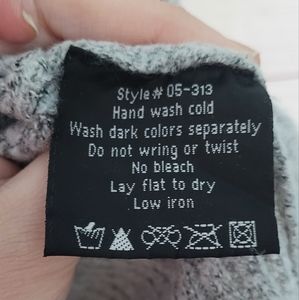 Style# 05-313
Hand wash cold
Wash dark colors separately
Do not wring or twist
No bleach
Lay flat to dry
Low iron